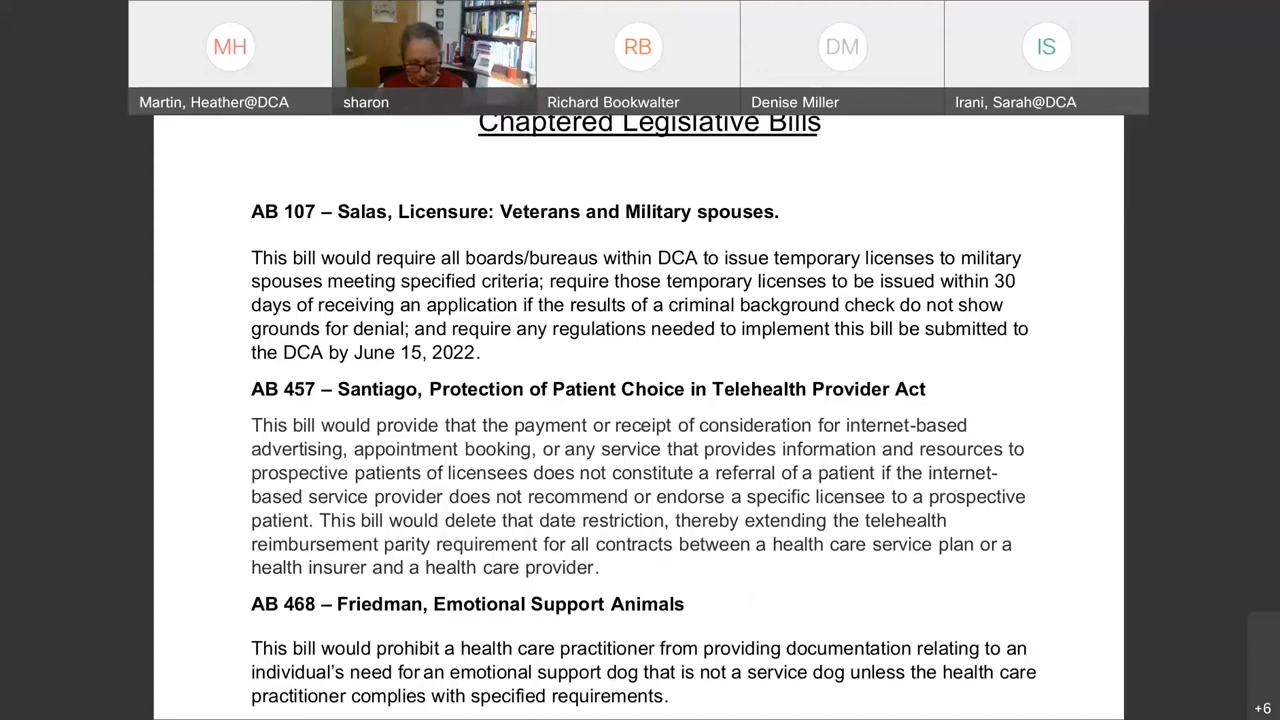 MH
RB
DM
IS
Martin, Heather@DCA
sharon
Richard Bookwalter
Denise Miller
Irani, Sarah@DCA
Chaptered Legislative Bills
AB 107 – Salas, Licensure: Veterans and Military spouses.
This bill would require all boards/bureaus within DCA to issue temporary licenses to military
spouses meeting specified criteria; require those temporary licenses to be issued within 30
days of receiving an application if the results of a criminal background check do not show
grounds for denial; and require any regulations needed to implement this bill be submitted to
the DCA by June 15, 2022.
AB 457 – Santiago, Protection of Patient Choice in Telehealth Provider Act
This bill would provide that the payment or receipt of consideration for internet-based
advertising, appointment booking, or any service that provides information and resources to
prospective patients of licensees does not constitute a referral of a patient if the internet-
based service provider does not recommend or endorse a specific licensee to a prospective
patient. This bill would delete that date restriction, thereby extending the telehealth
reimbursement parity requirement for all contracts between a health care service plan or a
health insurer and a health care provider.
AB 468 – Friedman, Emotional Support Animals
This bill would prohibit a health care practitioner from providing documentation relating to an
individual’s need for an emotional support dog that is not a service dog unless the health care
practitioner complies with specified requirements.
+6